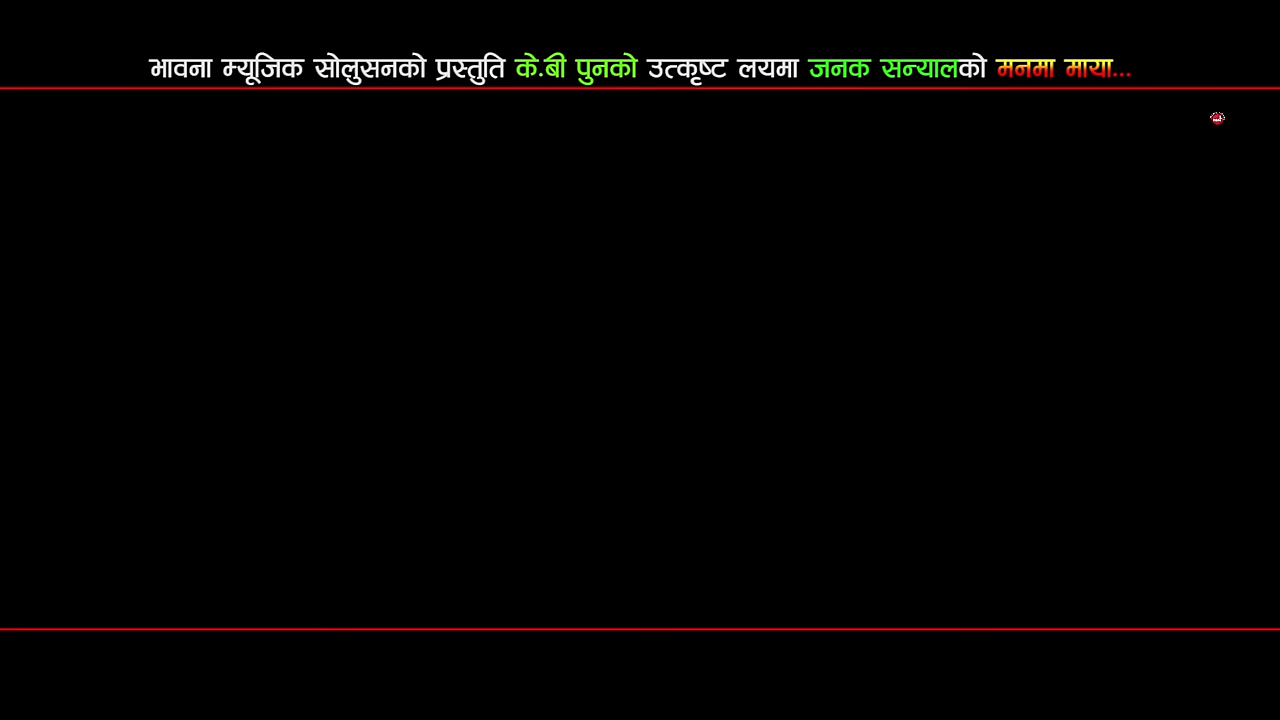 भावना म्यूजिक सोलुसनको प्रस्तुति के.बी पुनको उत्कृष्ट लयमा जनक सन्यालको मनमा माया...